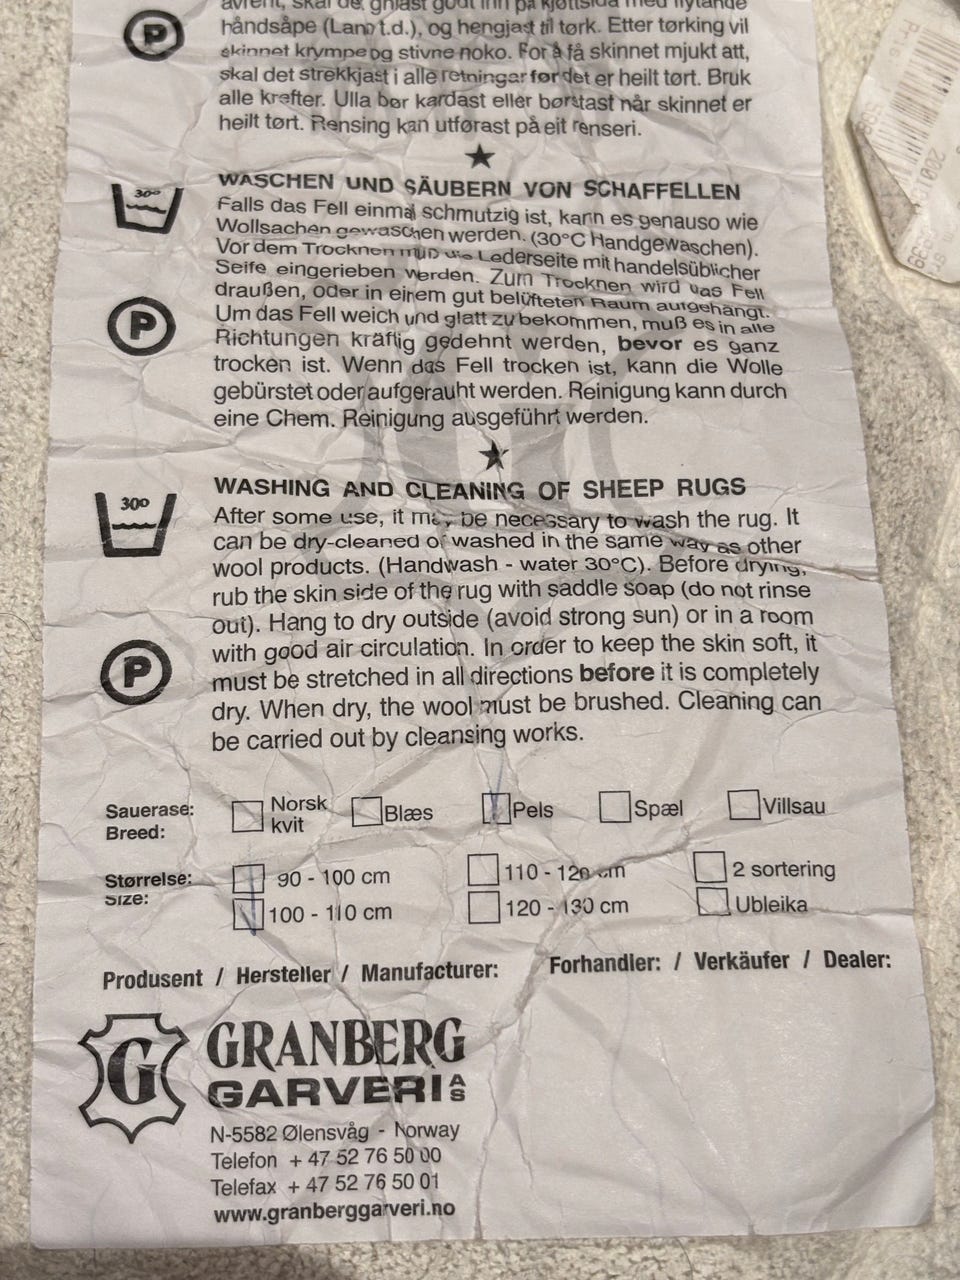 avrent, skal det gniast godt inn på kjøttsida med flytande
håndsåpe (Lano t.d.), og hengjast til tørk. Etter tørking vil
skinnet krympe og stivne noko. For å få skinnet mjukt att,
skal det strekkjast i alle retningar før det er heilt tørt. Bruk
alle krefter. Ulla bør kardast eller børstast når skinnet er
heilt tørt. Rensing kan utførast på eit renseri.
P
WASCHEN UND SÄUBERN VON SCHAFFELLEN
30°
Falls das Fell einmal schmutzig ist, kann es genauso wie
Wollsachen gewaschen werden. (30°C Handgewaschen).
Vor dem Trocknen muß die Lederseite mit handelsüblicher
Seife eingerieben werden. Zum Trocknen wird das Fell
draußen, oder in einem gut belüfteten Raum aufgehängt.
Um das Fell weich und glatt zu bekommen, muß es in alle
Richtungen kräftig gedehnt werden, bevor es ganz
trocken ist. Wenn das Fell trocken ist, kann die Wolle
gebürstet oder aufgerauht werden. Reinigung kann durch
eine Chem. Reinigung ausgeführt werden.
P
WASHING AND CLEANING OF SHEEP RUGS
30°
After some use, it may be necessary to wash the rug. It
can be dry-cleaned or washed in the same way as other
wool products. (Handwash - water 30°C). Before drying,
rub the skin side of the rug with saddle soap (do not rinse
out). Hang to dry outside (avoid strong sun) or in a room
with good air circulation. In order to keep the skin soft, it
must be stretched in all directions before it is completely
dry. When dry, the wool must be brushed. Cleaning can
be carried out by cleansing works.
P
Sauerase: Norsk kvit Blæs Pels Spæl Villsau
Breed:
Størrelse: 90 - 100 cm 110 - 120 cm 2 sortering
Size: 100 - 110 cm 120 - 130 cm Ubleika
Produsent / Hersteller / Manufacturer: Forhandler: / Verkäufer / Dealer:
G
GRANBERG
GARVERI AS
N-5582 Ølensvåg - Norway
Telefon + 47 52 76 50 00
Telefax + 47 52 76 50 01
www.granberggarveri.no